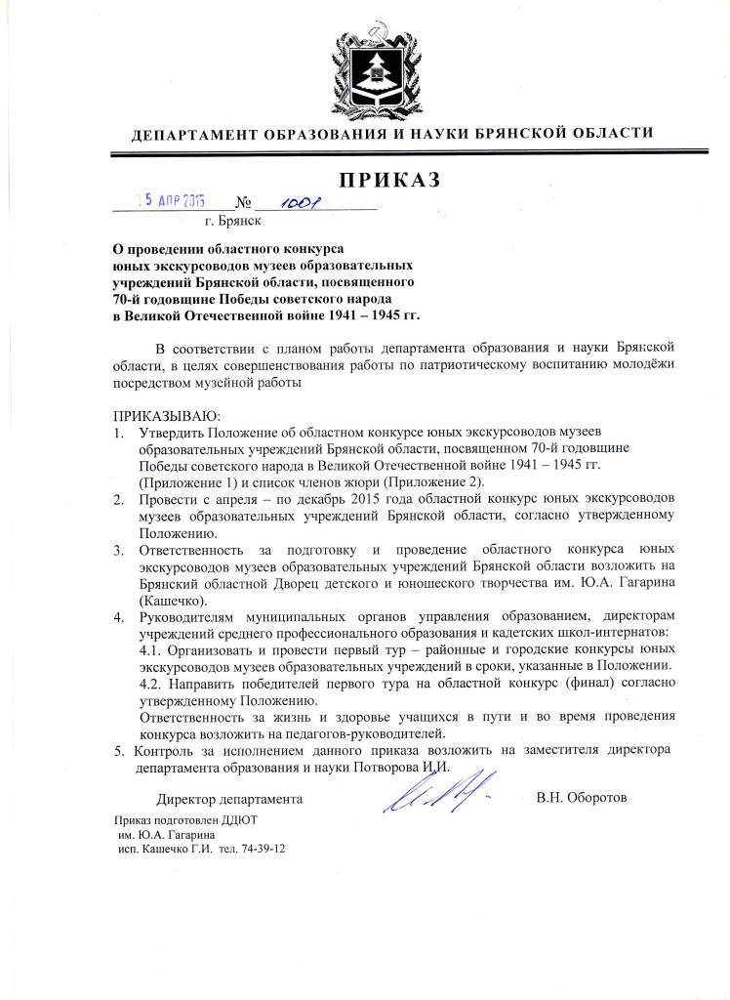 ДЕПАРТАМЕНТ ОБРАЗОВАНИЯ И НАУКИ БРЯНСКОЙ ОБЛАСТИ
ПРИКАЗ
5 АПР 2015 № 1001
г. Брянск
О проведении областного конкурса
юных экскурсоводов музеев образовательных
учреждений Брянской области, посвященного
70-й годовщине Победы советского народа
в Великой Отечественной войне 1941 – 1945 гг.
В соответствии с планом работы департамента образования и науки Брянской
области, в целях совершенствования работы по патриотическому воспитанию молодёжи
посредством музейной работы
ПРИКАЗЫВАЮ:
1. Утвердить Положение об областном конкурсе юных экскурсоводов музеев
образовательных учреждений Брянской области, посвященном 70-й годовщине
Победы советского народа в Великой Отечественной войне 1941 – 1945 гг.
(Приложение 1) и список членов жюри (Приложение 2).
2. Провести с апреля – по декабрь 2015 года областной конкурс юных экскурсоводов
музеев образовательных учреждений Брянской области, согласно утвержденному
Положению.
3. Ответственность за подготовку и проведение областного конкурса юных
экскурсоводов музеев образовательных учреждений Брянской области возложить на
Брянский областной Дворец детского и юношеского творчества им. Ю.А. Гагарина
(Кашечко).
4. Руководителям муниципальных органов управления образованием, директорам
учреждений среднего профессионального образования и кадетских школ-интернатов:
4.1. Организовать и провести первый тур – районные и городские конкурсы юных
экскурсоводов музеев образовательных учреждений в сроки, указанные в Положении.
4.2. Направить победителей первого тура на областной конкурс (финал) согласно
утвержденному Положению.
Ответственность за жизнь и здоровье учащихся в пути и во время проведения
конкурса возложить на педагогов-руководителей.
5. Контроль за исполнением данного приказа возложить на заместителя директора
департамента образования и науки Потворова И.И.
Директор департамента В.Н. Оборотов
Приказ подготовлен ДДЮТ
им. Ю.А. Гагарина
исп. Кашечко Г.И. тел. 74-39-12